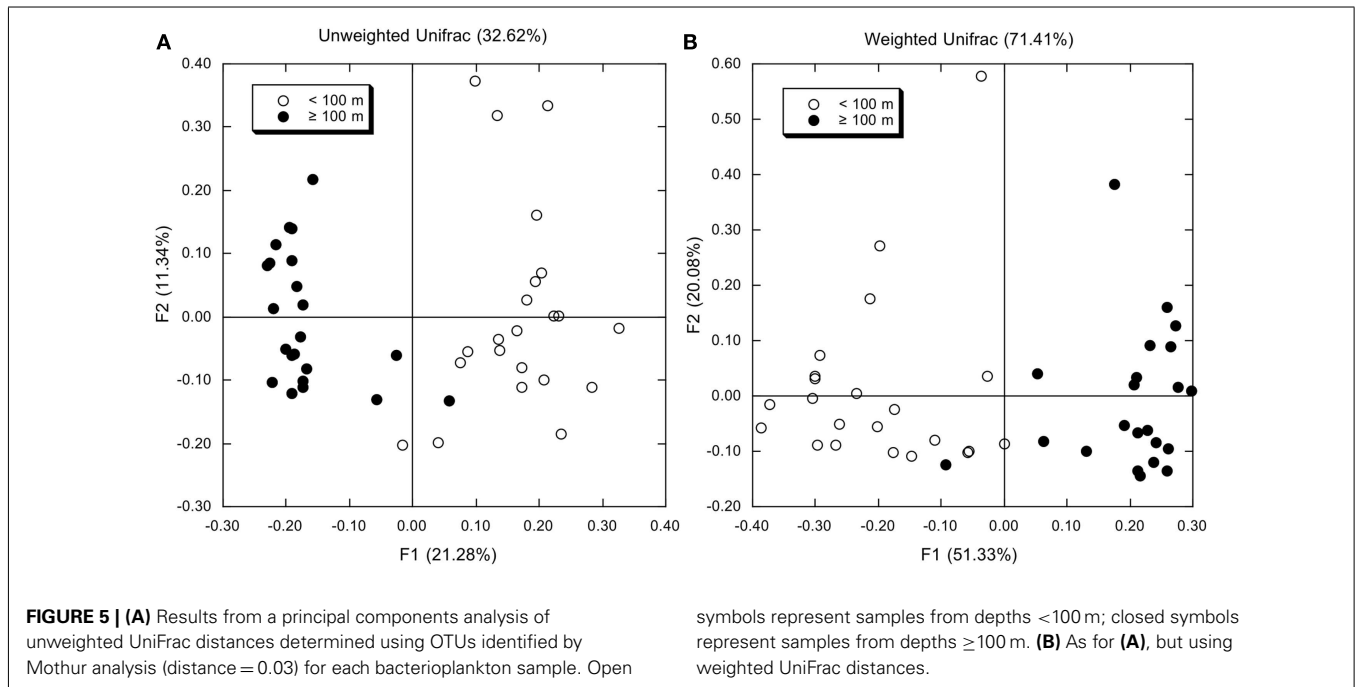 A
Unweighted Unifrac (32.62%)
0.40
0.30
0.20
0.10
0.00
-0.10
-0.20
-0.30
F2 (11.34%)
< 100 m
≥ 100 m
-0.30
-0.20
-0.10
0.00
0.10
0.20
0.30
0.40
F1 (21.28%)
B
Weighted Unifrac (71.41%)
0.60
0.50
0.40
0.30
0.20
0.10
0.00
-0.10
-0.20
F2 (20.08%)
< 100 m
≥ 100 m
-0.40
-0.30
-0.20
-0.10
0.00
0.10
0.20
0.30
F1 (51.33%)
FIGURE 5 | (A) Results from a principal components analysis of
unweighted UniFrac distances determined using OTUs identified by
Mothur analysis (distance = 0.03) for each bacterioplankton sample. Open
symbols represent samples from depths <100 m; closed symbols
represent samples from depths ≥100 m. (B) As for (A), but using
weighted UniFrac distances.